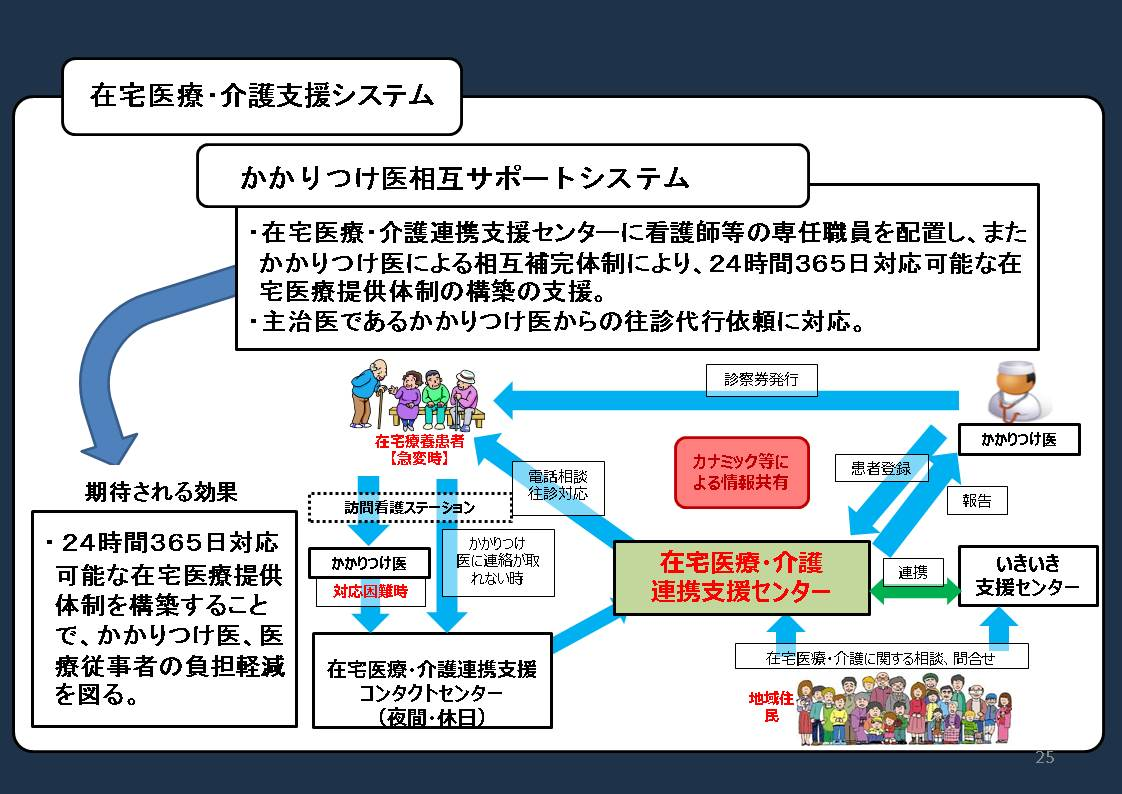 在宅医療・介護支援システム
かかりつけ医相互サポートシステム
・在宅医療・介護連携支援センターに看護師等の専任職員を配置し、また
かかりつけ医による相互補完体制により、２４時間３６５日対応可能な在
宅医療提供体制の構築の支援。
・主治医であるかかりつけ医からの往診代行依頼に対応。
診察券発行
在宅療養患者
【急変時】
かかりつけ医
カナミック等に
よる情報共有
患者登録
報告
電話相談
往診対応
期待される効果
・２４時間３６５日対応
可能な在宅医療提供
体制を構築すること
で、かかりつけ医、医
療従事者の負担軽減
を図る。
訪問看護ステーション
かかりつけ医
対応困難時
かかりつけ
医に連絡が取
れない時
在宅医療・介護
連携支援センター
連携
いきいき
支援センター
在宅医療・介護連携支援
コンタクトセンター
（夜間・休日）
在宅医療・介護に関する相談、問合せ
地域住
民
25